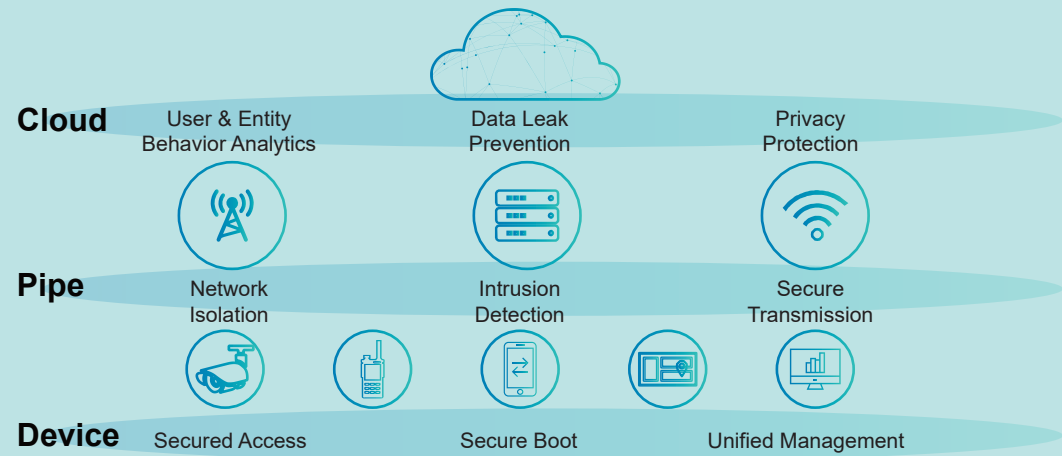 Cloud
User & Entity
Behavior Analytics
Data Leak
Prevention
Privacy
Protection
Pipe
Network
Isolation
Intrusion
Detection
Secure
Transmission
Device
Secured Access
Secure Boot
Unified Management